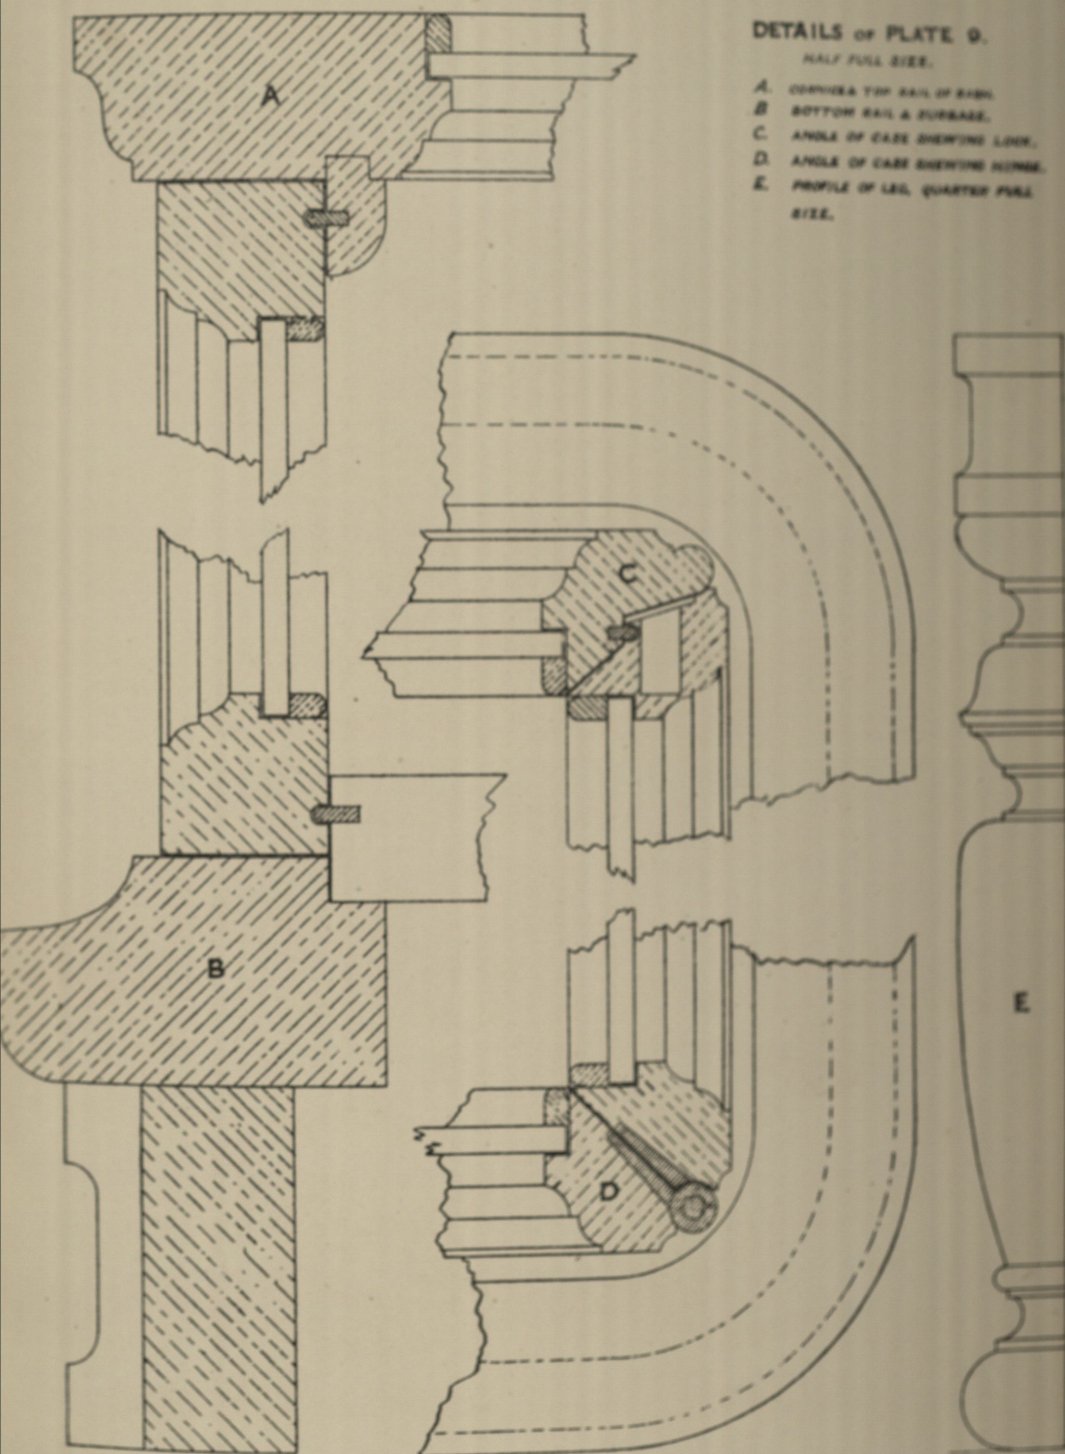 DETAILS OF PLATE 9.
HALF FULL SIZE.
A. CORNICE & TOP RAIL OF SASH.
B BOTTOM RAIL & SURBASE.
C. ANGLE OF CASE SHEWING LOCK.
D. ANGLE OF CASE SHEWING HINGE.
E. PROFILE OF LEG, QUARTER FULL
SIZE.
A
C
B
E
D